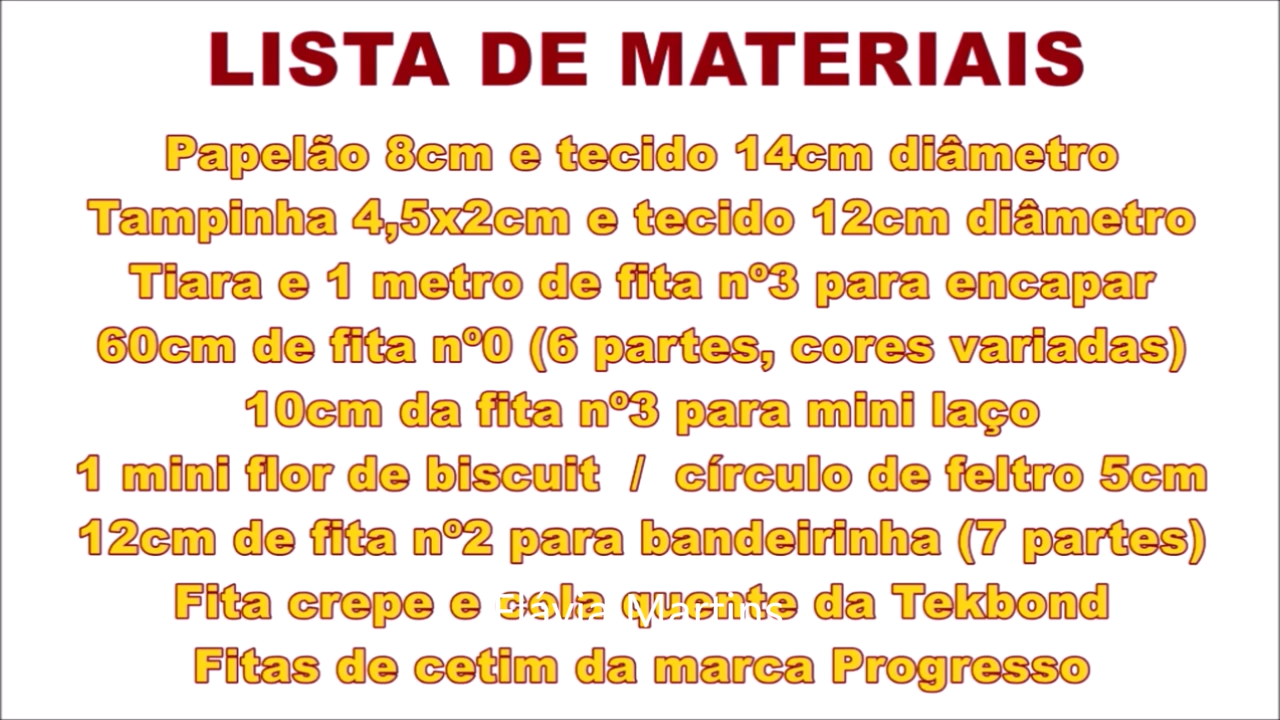 LISTA DE MATERIAIS
Papelão 8cm e tecido 14cm diâmetro
Tampinha 4,5x2cm e tecido 12cm diâmetro
Tiara e 1 metro de fita nº3 para encapar
60cm de fita nº0 (6 partes, cores variadas)
10cm da fita nº3 para mini laço
1 mini flor de biscuit / círculo de feltro 5cm
12cm de fita nº2 para bandeirinha (7 partes)
Fita crepe e cola quente da Tekbond
Flávia Martins
Fitas de cetim da marca Progresso